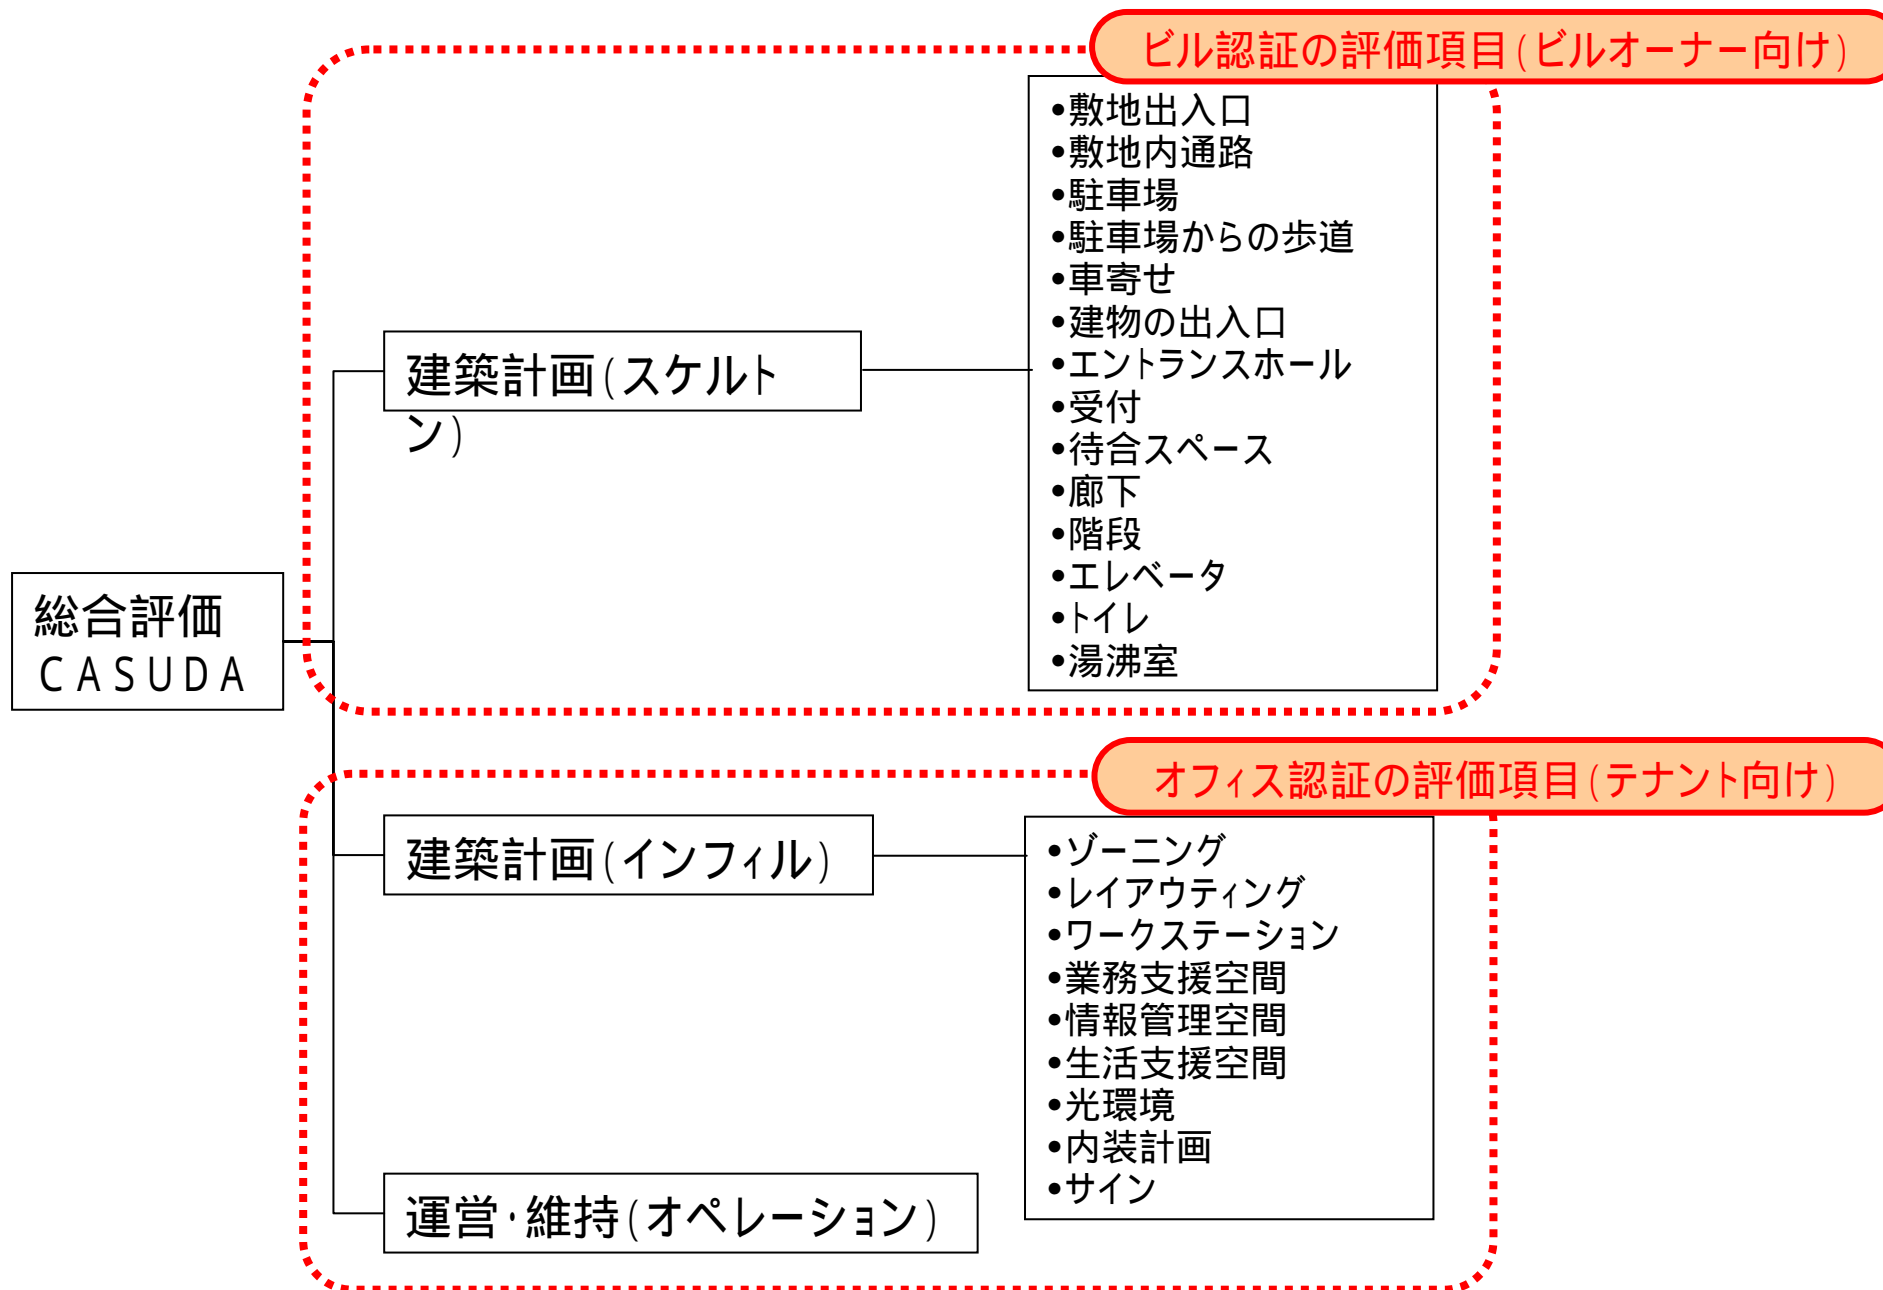 ビル認証の評価項目(ビルオーナー向け)
•敷地出入口
•敷地内通路
•駐車場
•駐車場からの歩道
•車寄せ
•建物の出入口
•エントランスホール
•受付
•待合スペース
•廊下
•階段
•エレベータ
•トイレ
•湯沸室
建築計画(スケルト
ン)
総合評価
CASUDA
オフィス認証の評価項目(テナント向け)
建築計画(インフィル)
•ゾーニング
•レイアウティング
•ワークステーション
•業務支援空間
•情報管理空間
•生活支援空間
•光環境
•内装計画
•サイン
運営・維持(オペレーション)